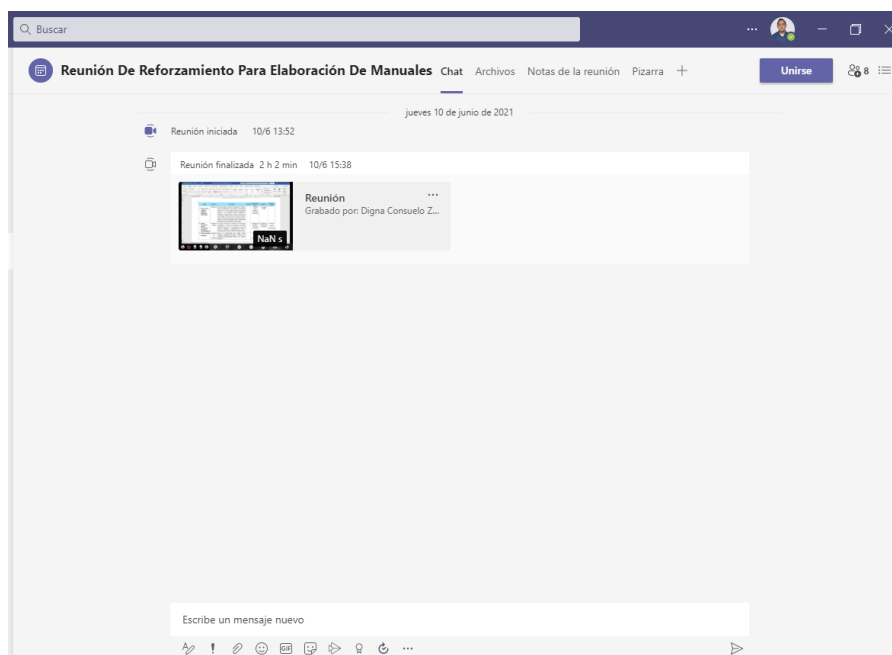 Buscar
Reunión De Reforzamiento Para Elaboración De Manuales Chat Archivos Notas de la reunión Pizarra Unirse 8
jueves 10 de junio de 2021
Reunión iniciada 10/6 13:52
Reunión finalizada 2 h 2 min 10/6 15:38
Reunión
Grabado por: Digna Consuelo Z...
NaN s
Escribe un mensaje nuevo
GIF